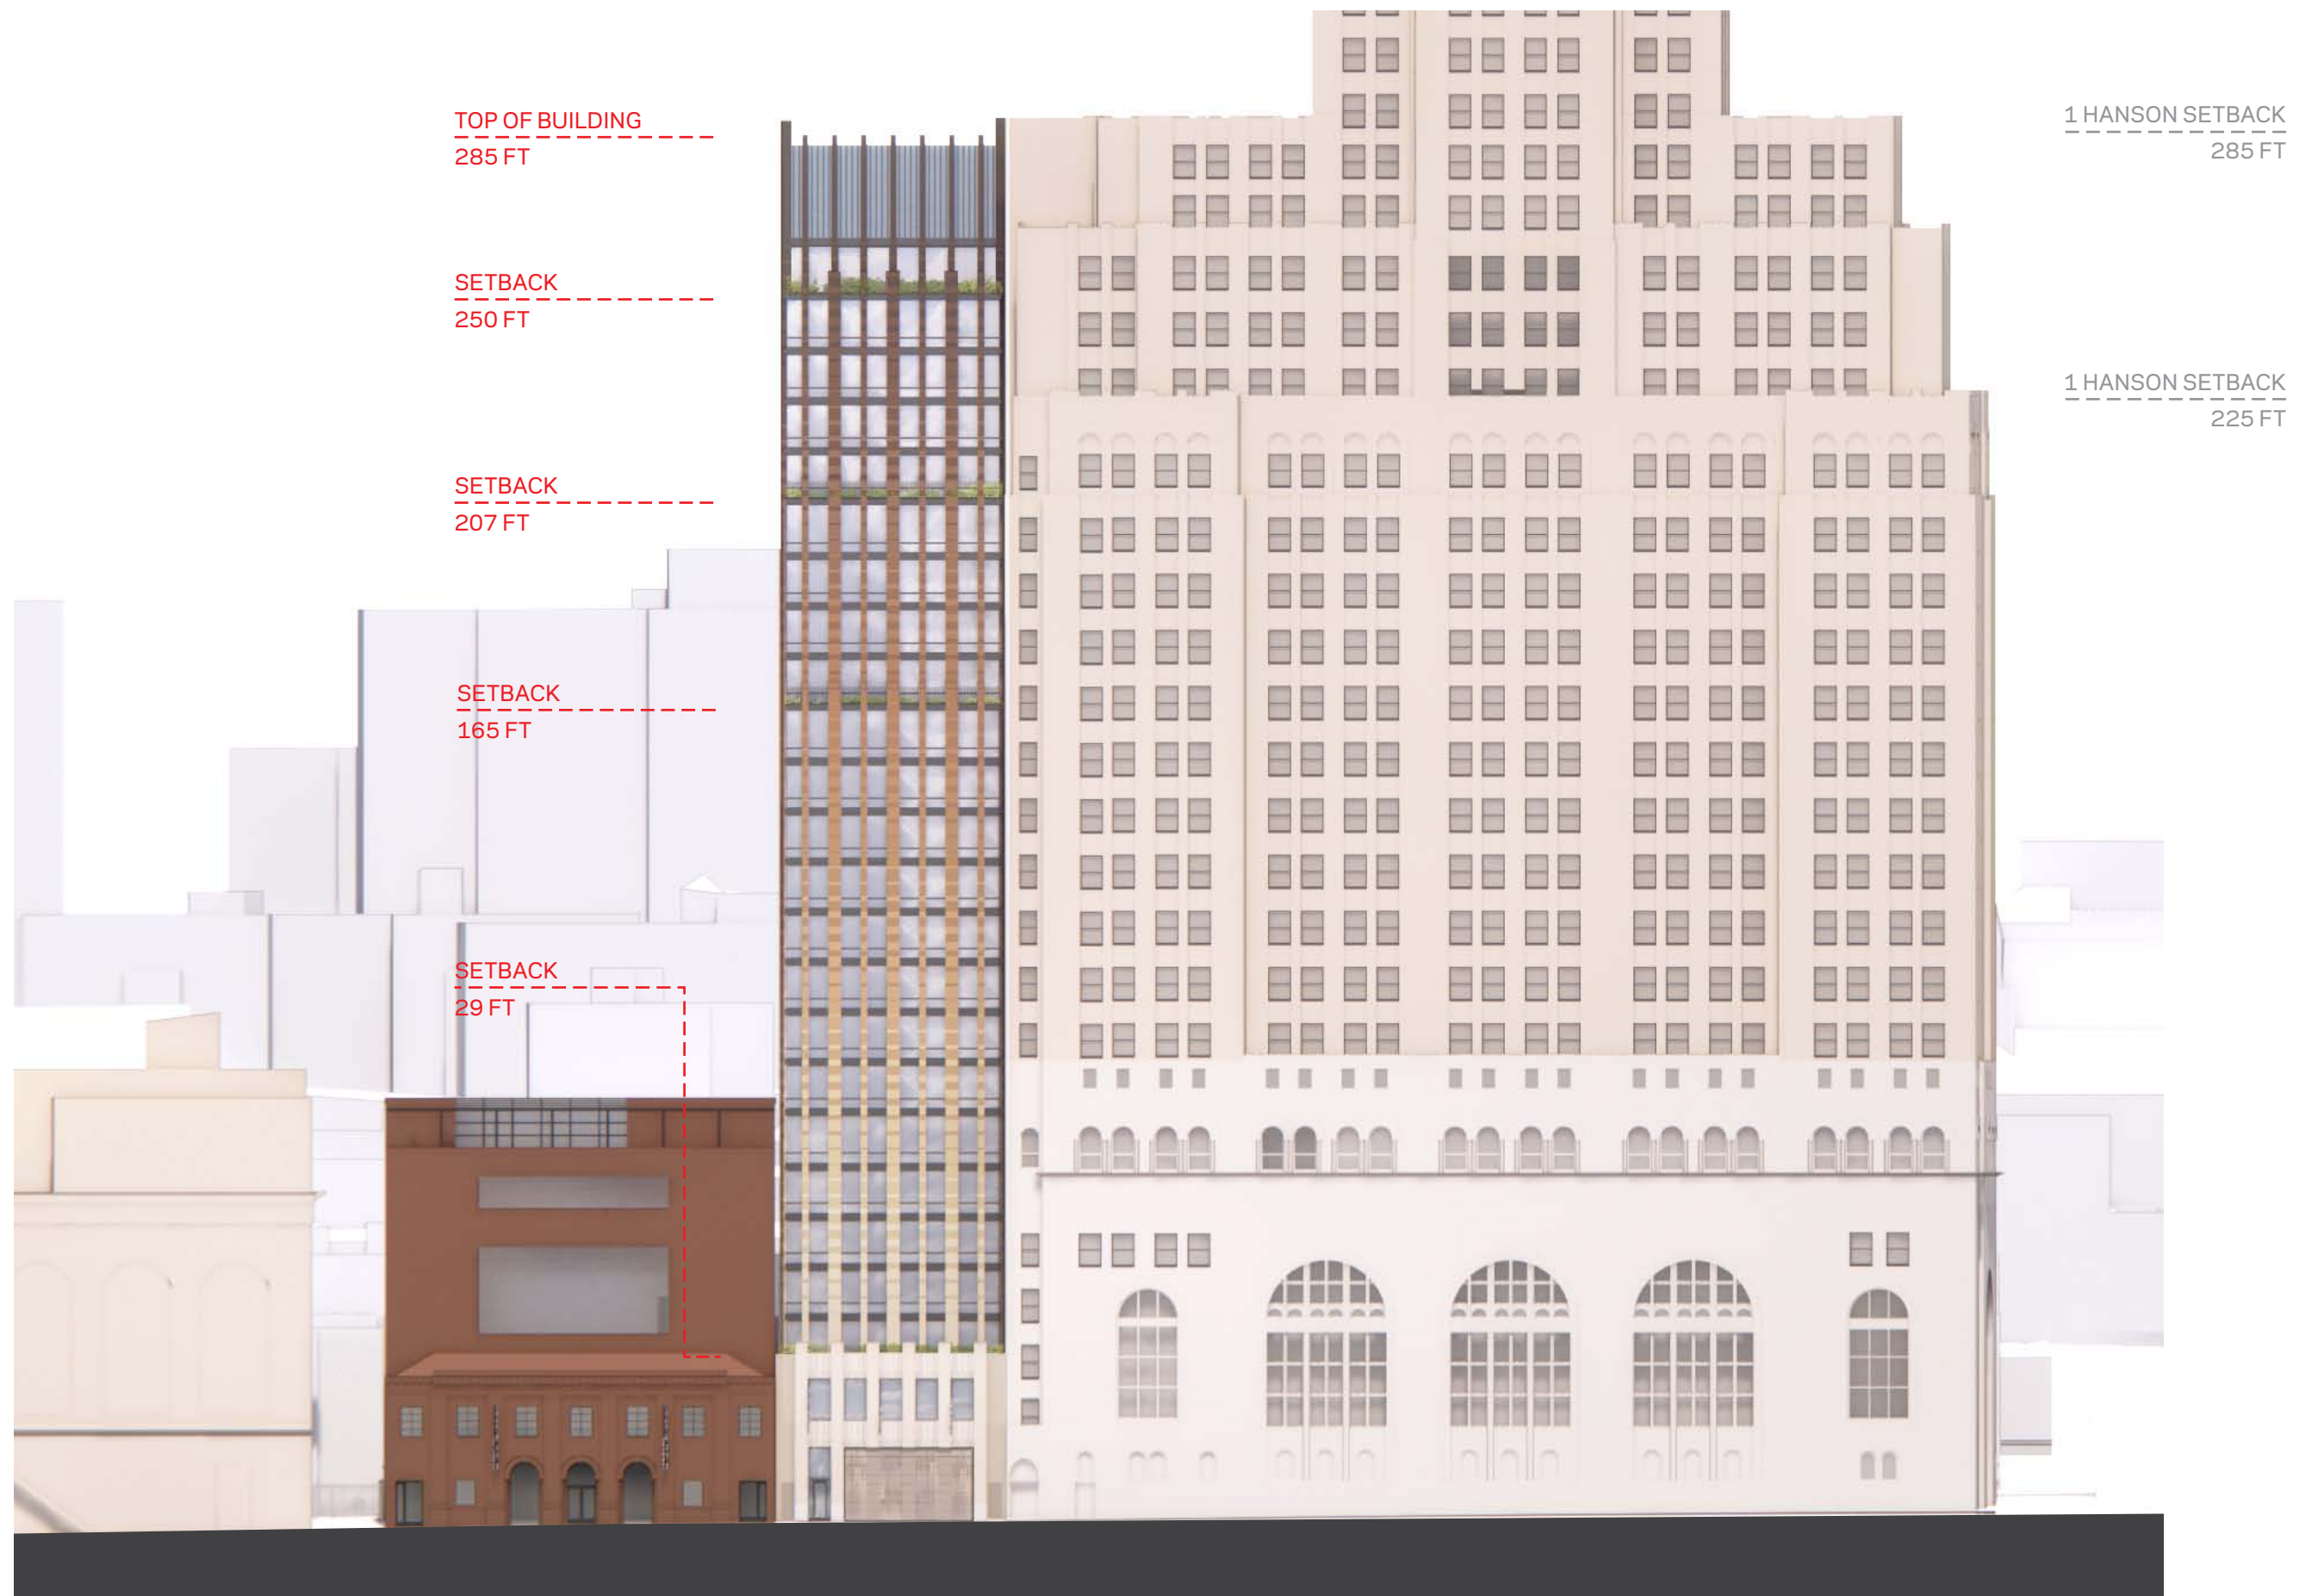 TOP OF BUILDING
285 FT
SETBACK
250 FT
SETBACK
207 FT
SETBACK
165 FT
SETBACK
29 FT
1 HANSON SETBACK
285 FT
1 HANSON SETBACK
225 FT